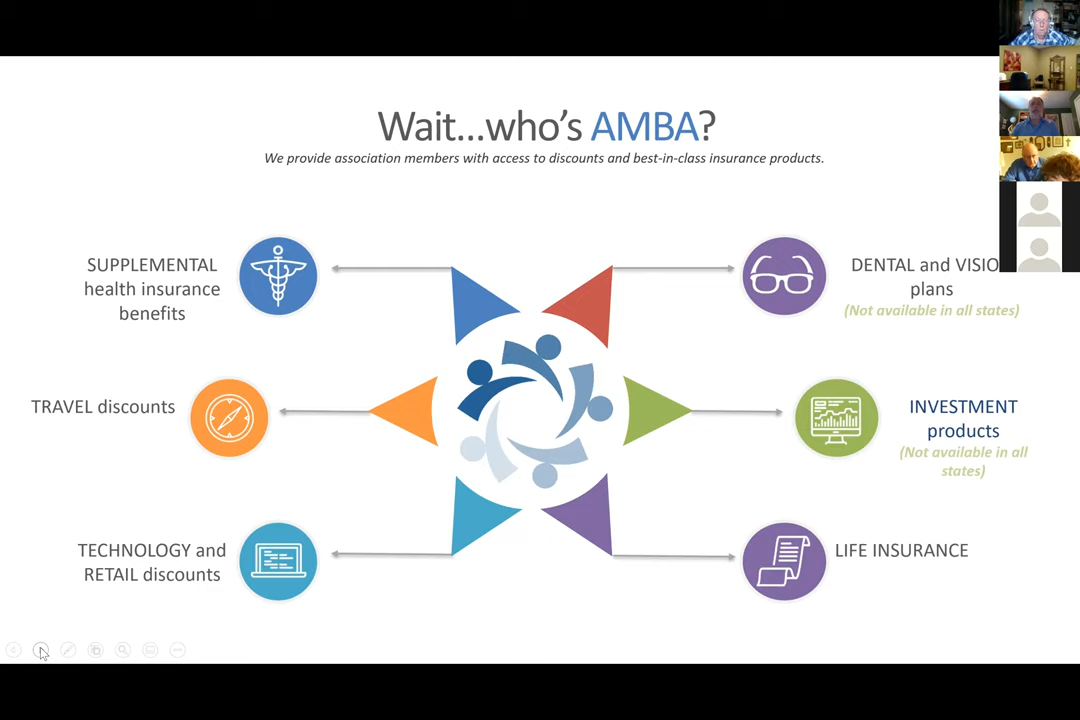 Wait...who's AMBA?
We provide association members with access to discounts and best-in-class insurance products.
SUPPLEMENTAL
health insurance
benefits
DENTAL and VISIO
plans
(Not available in all states)
TRAVEL discounts
INVESTMENT
products
(Not available in all
states)
TECHNOLOGY and
RETAIL discounts
LIFE INSURANCE